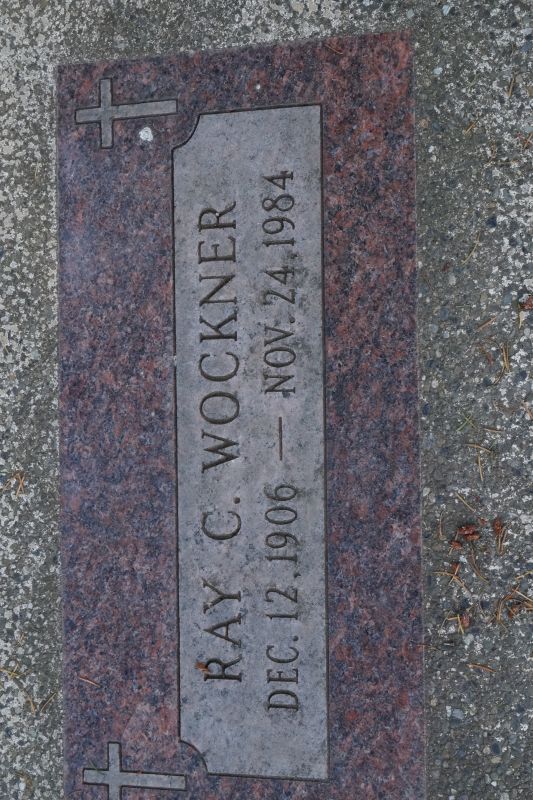 RAY C. WOCKNER
DEC. 12, 1906 — NOV. 24, 1984